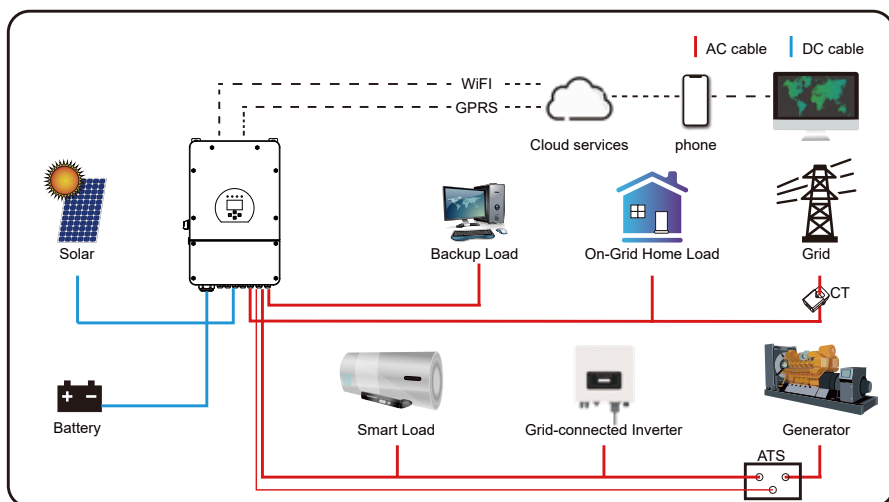 AC cable
DC cable
WiFI
GPRS
Cloud services
phone
Solar
Backup Load
On-Grid Home Load
Grid
CT
Battery
Smart Load
Grid-connected Inverter
Generator
ATS